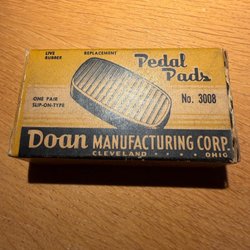 LIVE RUBBER
REPLACEMENT
Pedal Pads
ONE PAIR
SLIP-ON-TYPE
No. 3008
Doan MANUFACTURING CORP.
CLEVELAND • • • • OHIO